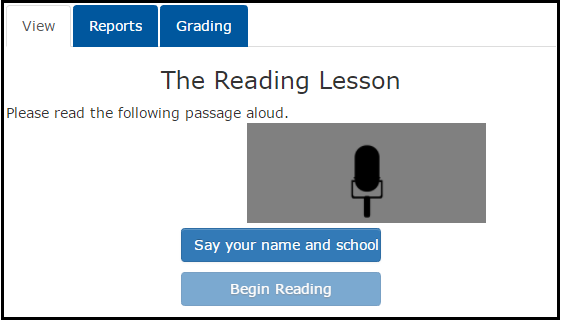 View Reports Grading
The Reading Lesson
Please read the following passage aloud.
Say your name and school
Begin Reading